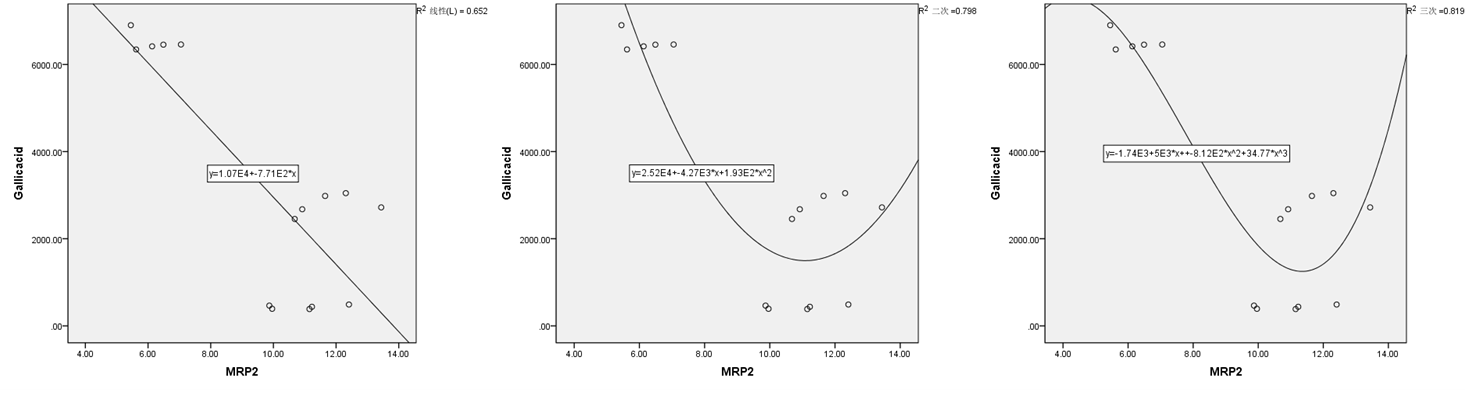 R² 线性(L) = 0.652
6000.00
4000.00
2000.00
.00
Gallicacid
y=1.07E4+-7.71E2*x
4.00 6.00 8.00 10.00 12.00 14.00
MRP2
R² 二次 =0.798
6000.00
4000.00
2000.00
.00
Gallicacid
y=2.52E4+-4.27E3*x+1.93E2*x^2
4.00 6.00 8.00 10.00 12.00 14.00
MRP2
R² 三次 =0.819
6000.00
4000.00
2000.00
.00
Gallicacid
y=-1.74E3+5E3*x++-8.12E2*x^2+34.77*x^3
4.00 6.00 8.00 10.00 12.00 14.00
MRP2